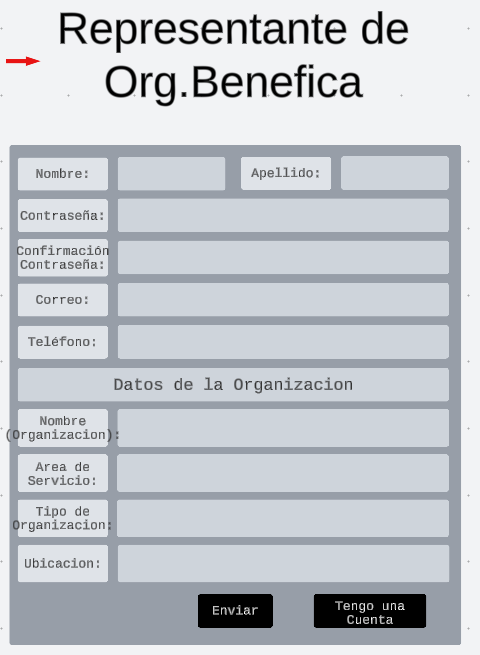 Representante de
Org.Benefica
Nombre: Apellido:
Contraseña:
Confirmación
Contraseña:
Correo:
Teléfono:
Datos de la Organizacion
Nombre
(Organizacion):
Area de
Servicio:
Tipo de
Organizacion:
Ubicacion:
Enviar Tengo una
Cuenta